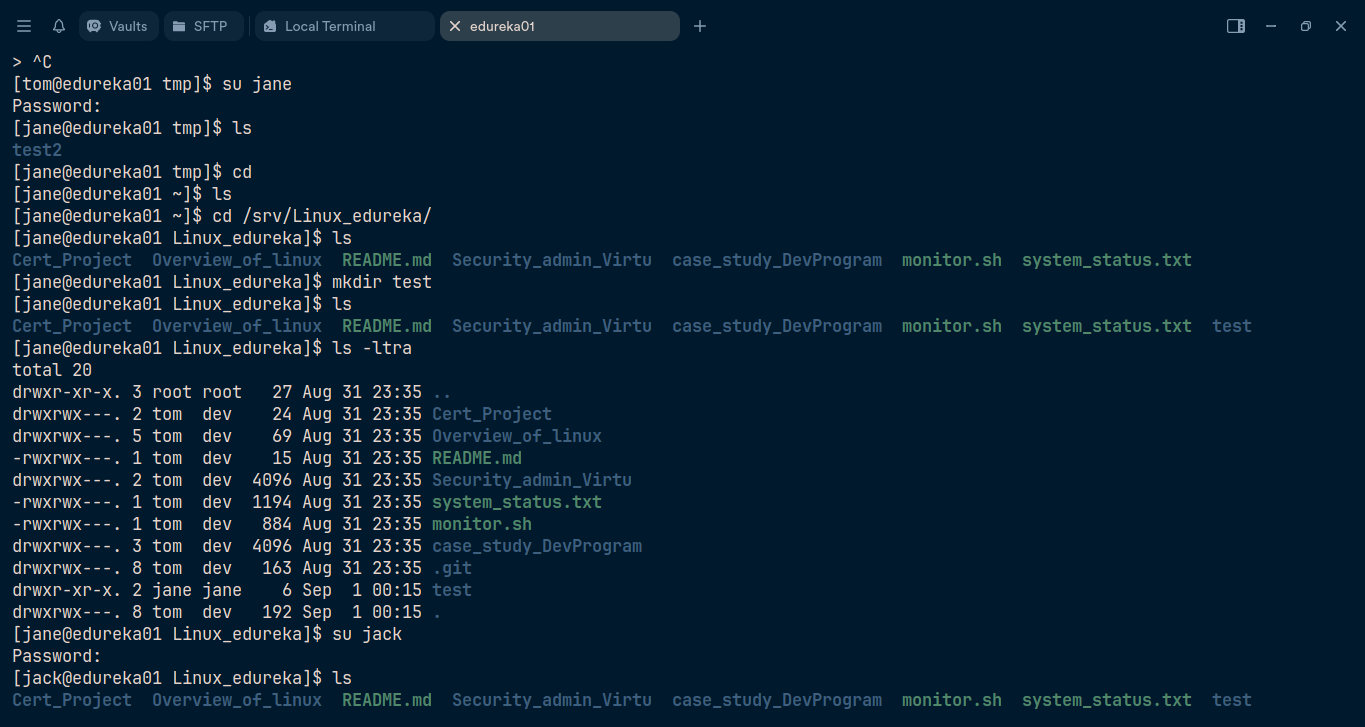 Vaults SFTP Local Terminal edureka01
> ^C
[tom@edureka01 tmp]$ su jane
Password:
[jane@edureka01 tmp]$ ls
test2
[jane@edureka01 tmp]$ cd
[jane@edureka01 ~]$ ls
[jane@edureka01 ~]$ cd /srv/Linux_edureka/
[jane@edureka01 Linux_edureka]$ ls
Cert_Project  Overview_of_linux  README.md  Security_admin_Virtu  case_study_DevProgram  monitor.sh  system_status.txt
[jane@edureka01 Linux_edureka]$ mkdir test
[jane@edureka01 Linux_edureka]$ ls
Cert_Project  Overview_of_linux  README.md  Security_admin_Virtu  case_study_DevProgram  monitor.sh  system_status.txt  test
[jane@edureka01 Linux_edureka]$ ls -ltra
total 20
drwxr-xr-x. 3 root root   27 Aug 31 23:35 ..
drwxrwx---. 2 tom  dev    24 Aug 31 23:35 Cert_Project
drwxrwx---. 5 tom  dev    69 Aug 31 23:35 Overview_of_linux
-rwxrwx---. 1 tom  dev    15 Aug 31 23:35 README.md
drwxrwx---. 2 tom  dev  4096 Aug 31 23:35 Security_admin_Virtu
-rwxrwx---. 1 tom  dev  1194 Aug 31 23:35 system_status.txt
-rwxrwx---. 1 tom  dev   884 Aug 31 23:35 monitor.sh
drwxrwx---. 3 tom  dev  4096 Aug 31 23:35 case_study_DevProgram
drwxrwx---. 8 tom  dev   163 Aug 31 23:35 .git
drwxr-xr-x. 2 jane jane    6 Sep  1 00:15 test
drwxrwx---. 8 tom  dev   192 Sep  1 00:15 .
[jane@edureka01 Linux_edureka]$ su jack
Password:
[jack@edureka01 Linux_edureka]$ ls
Cert_Project  Overview_of_linux  README.md  Security_admin_Virtu  case_study_DevProgram  monitor.sh  system_status.txt  test